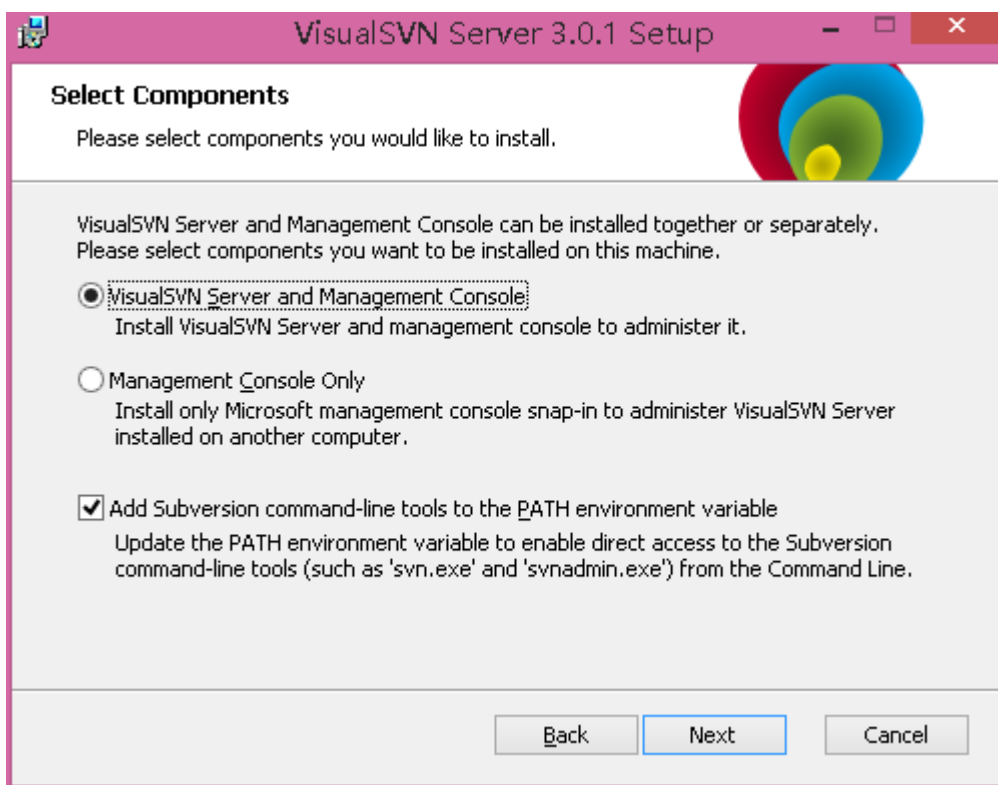 VisualSVN Server 3.0.1 Setup
Select Components
Please select components you would like to install.
VisualSVN Server and Management Console can be installed together or separately.
Please select components you want to be installed on this machine.
VisualSVN Server and Management Console
Install VisualSVN Server and management console to administer it.
Management Console Only
Install only Microsoft management console snap-in to administer VisualSVN Server
installed on another computer.
Add Subversion command-line tools to the PATH environment variable
Update the PATH environment variable to enable direct access to the Subversion
command-line tools (such as 'svn.exe' and 'svnadmin.exe') from the Command Line.
Back Next Cancel